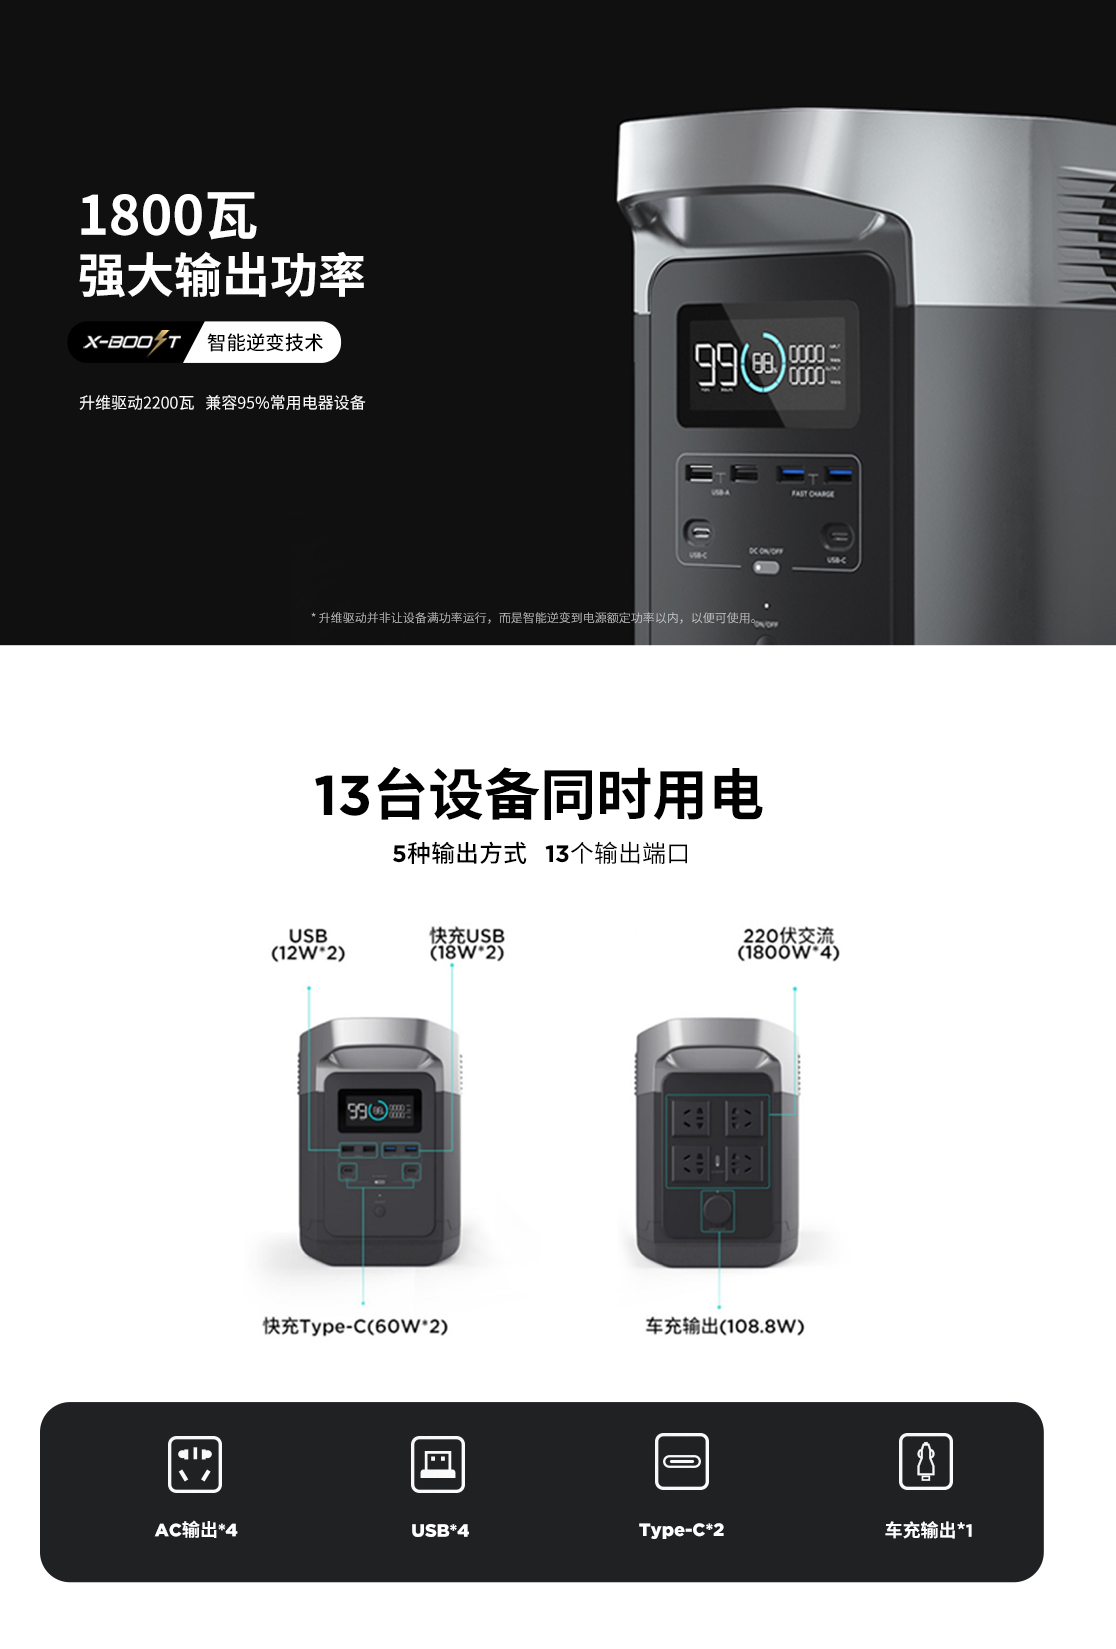 1800瓦
强大输出功率
X-BOOST 智能逆变技术
升维驱动2200瓦 兼容95%常用电器设备
99
USB-A
FAST CHARGE
USB-C
DC ON/OFF
USB-C
* 升维驱动并非让设备满功率运行，而是智能逆变到电源额定功率以内，以便可使用。
ON/OFF
13台设备同时用电
5种输出方式 13个输出端口
USB
(12W*2)
快充USB
(18W*2)
220伏交流
(1800W*4)
99
快充Type-C(60W*2)
车充输出(108.8W)
AC输出*4
USB*4
Type-C*2
车充输出*1